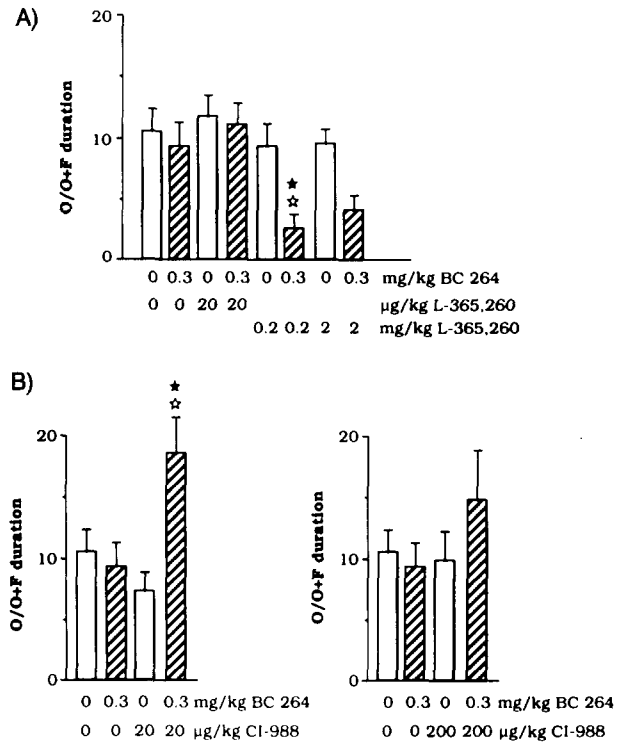 A)
20
10
0
O/O+F duration
★
☆
0 0.3 0 0.3 0 0.3 0 0.3 mg/kg BC 264
0 0 20 20 μg/kg L-365,260
0.2 0.2 2 2 mg/kg L-365,260
B)
20
10
0
O/O+F duration
★
☆
0 0.3 0 0.3 mg/kg BC 264
0 0 20 20 μg/kg CI-988
20
10
0
O/O+F duration
0 0.3 0 0.3 mg/kg BC 264
0 0 200 200 μg/kg CI-988